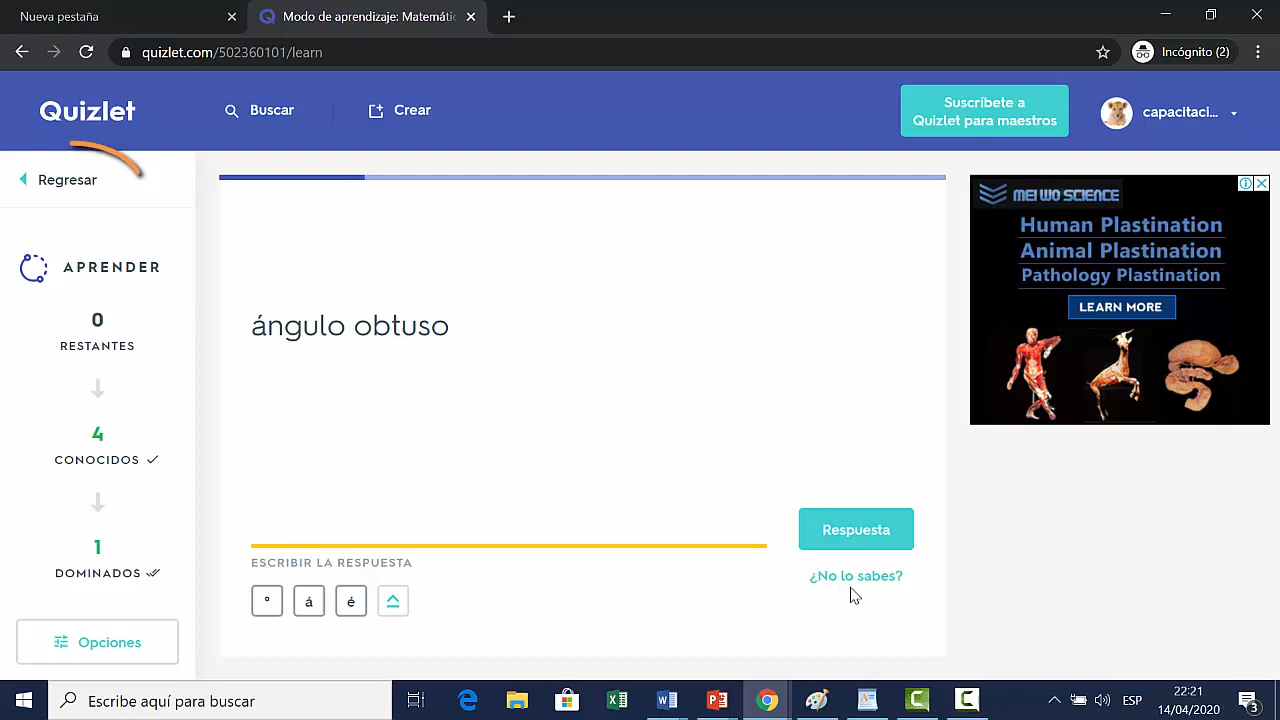 Nueva pestaña
Modo de aprendizaje: Matemátic
quizlet.com/502360101/learn
Incógnito (2)
Quizlet
Buscar
Crear
Suscríbete a
Quizlet para maestros
capacitaci...
Regresar
APRENDER
0
RESTANTES
4
CONOCIDOS
1
DOMINADOS
Opciones
ángulo obtuso
ESCRIBIR LA RESPUESTA
° á é
Respuesta
¿No lo sabes?
MEI WO SCIENCE
Human Plastination
Animal Plastination
Pathology Plastination
LEARN MORE
Escribe aquí para buscar
ESP
22:21
14/04/2020
3